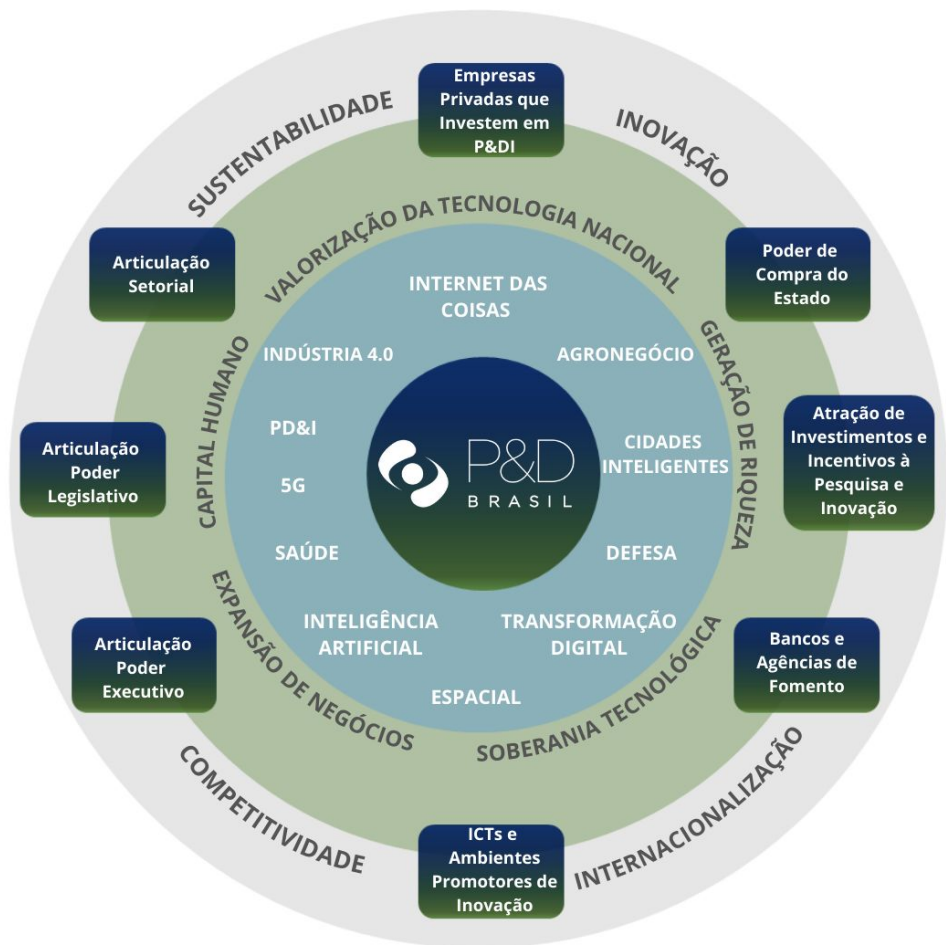 SUSTENTABILIDADE
INOVAÇÃO
COMPETITIVIDADE
INTERNACIONALIZAÇÃO
Empresas
Privadas que
Investem em
P&DI
Poder de
Compra do
Estado
Atração de
Investimentos e
Incentivos à
Pesquisa e
Inovação
Bancos e
Agências de
Fomento
ICTs e
Ambientes
Promotores de
Inovação
Articulação
Poder
Executivo
Articulação
Poder
Legislativo
Articulação
Setorial
VALORIZAÇÃO DA TECNOLOGIA NACIONAL
GERAÇÃO DE RIQUEZA
SOBERANIA TECNOLÓGICA
EXPANSÃO DE NEGÓCIOS
CAPITAL HUMANO
INTERNET DAS
COISAS
INDÚSTRIA 4.0
AGRONEGÓCIO
PD&I
CIDADES
INTELIGENTES
5G
SAÚDE
DEFESA
INTELIGÊNCIA
ARTIFICIAL
TRANSFORMAÇÃO
DIGITAL
ESPACIAL
P&D
BRASIL